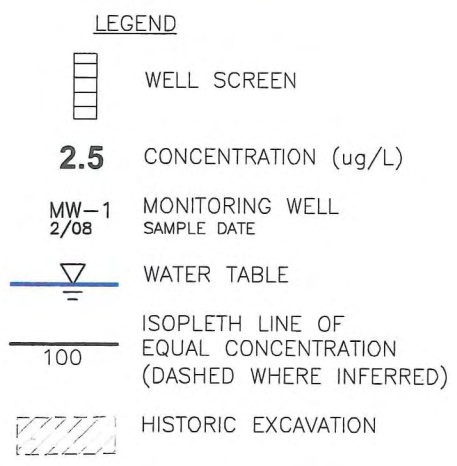 LEGEND
WELL SCREEN
2.5 CONCENTRATION (ug/L)
MW-1 MONITORING WELL
2/08 SAMPLE DATE
WATER TABLE
ISOPLETH LINE OF
100 EQUAL CONCENTRATION
(DASHED WHERE INFERRED)
HISTORIC EXCAVATION